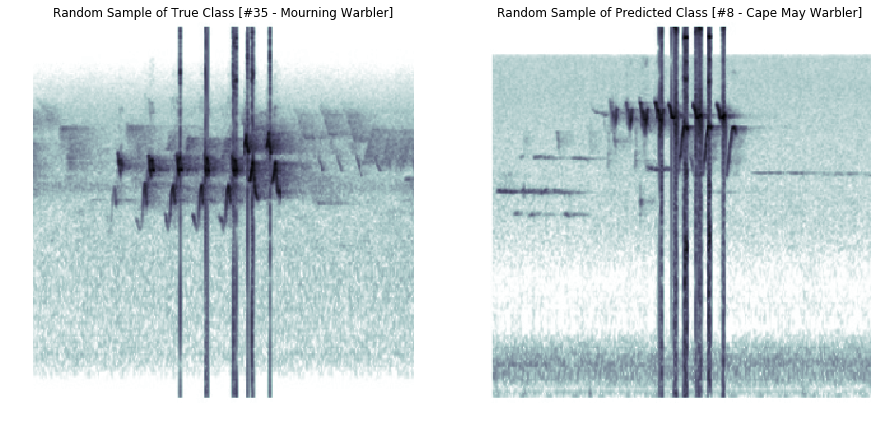 Random Sample of True Class [#35 - Mourning Warbler]
Random Sample of Predicted Class [#8 - Cape May Warbler]